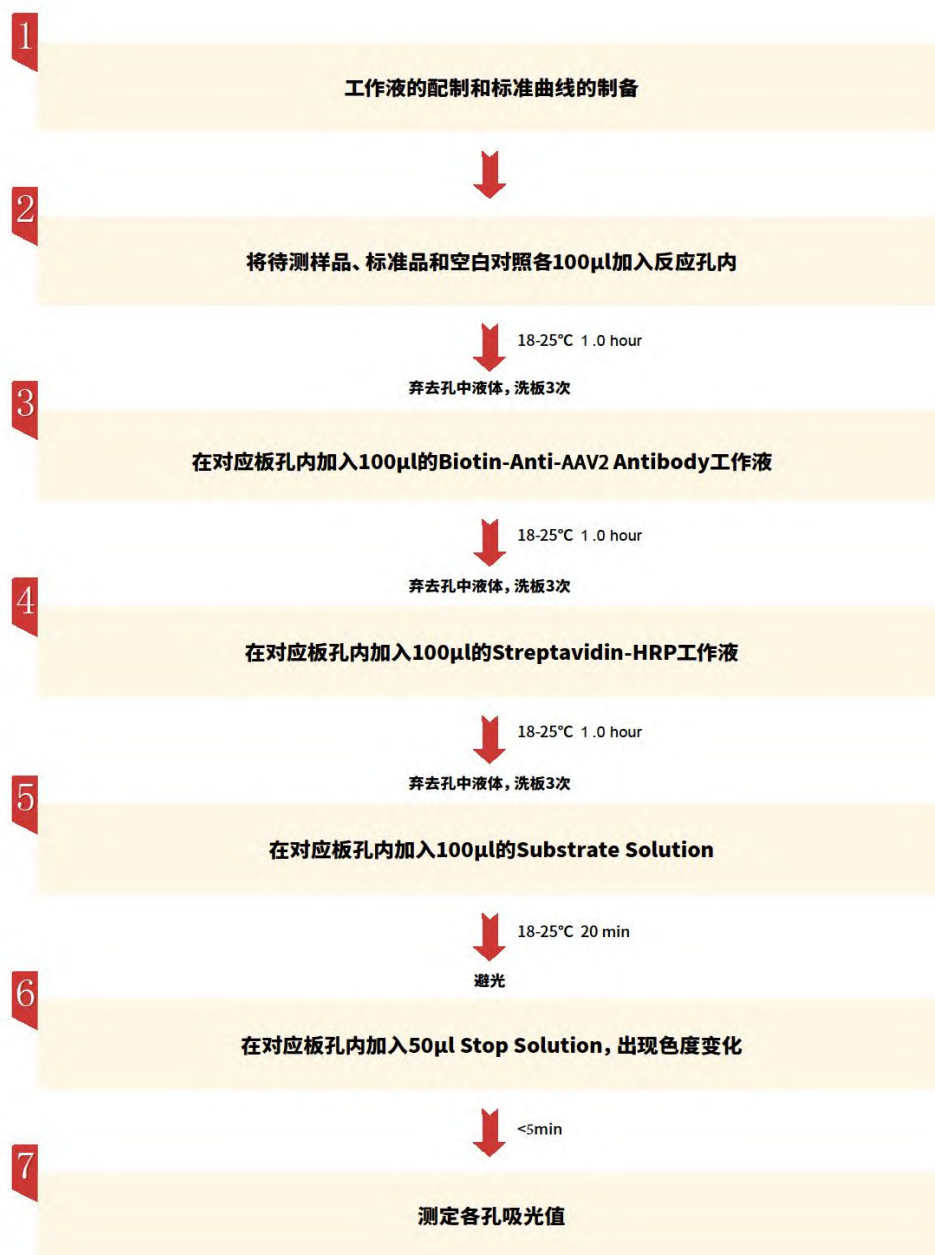 1
工作液的配制和标准曲线的制备
2
将待测样品、标准品和空白对照各100μl加入反应孔内
18-25℃ 1.0 hour
弃去孔中液体，洗板3次
3
在对应板孔内加入100μl的Biotin-Anti-AAV2 Antibody工作液
18-25℃ 1.0 hour
弃去孔中液体，洗板3次
4
在对应板孔内加入100μl的Streptavidin-HRP工作液
18-25℃ 1.0 hour
弃去孔中液体，洗板3次
5
在对应板孔内加入100μl的Substrate Solution
18-25℃ 20 min
避光
6
在对应板孔内加入50μl Stop Solution，出现色度变化
<5min
7
测定各孔吸光值